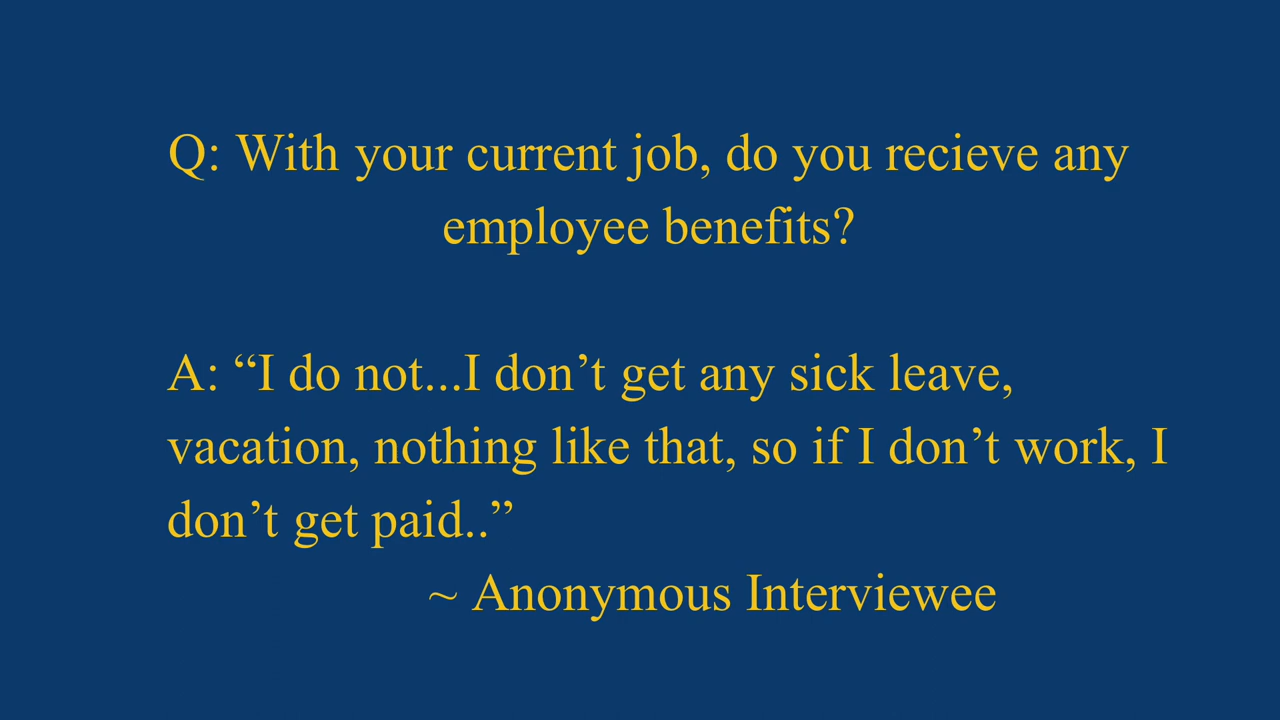 Q: With your current job, do you recieve any
employee benefits?
A: “I do not...I don’t get any sick leave,
vacation, nothing like that, so if I don’t work, I
don’t get paid..”
~ Anonymous Interviewee